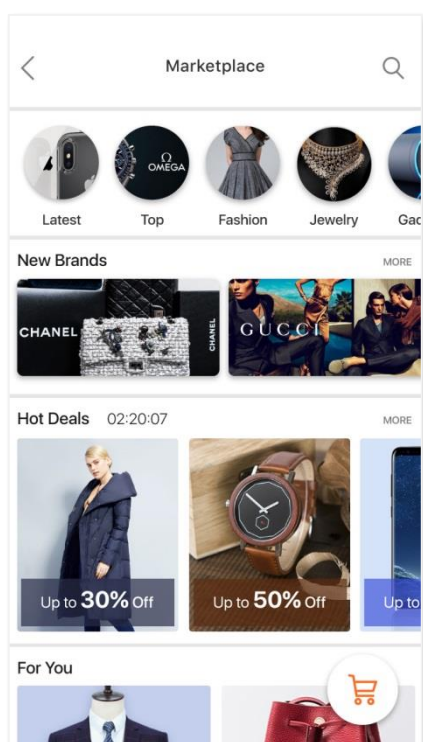 Marketplace
Ω
OMEGA
Latest
Top
Fashion
Jewelry
Gad
New Brands
MORE
CHANEL
CHANEL
GUCCI
Hot Deals 02:20:07
MORE
Up to 30% Off
Up to 50% Off
Up to
For You